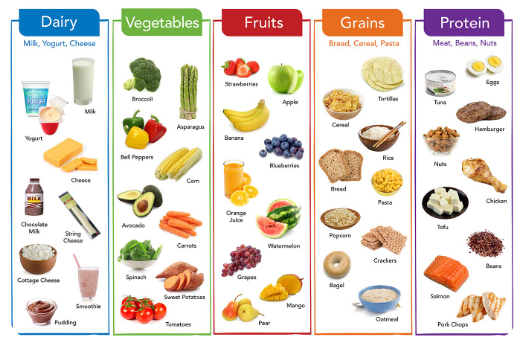 Dairy
Milk, Yogurt, Cheese
YOGURT
Yogurt
Milk
Cheese
MILK
Chocolate
Milk
String
Cheese
Cottage Cheese
Smoothie
Pudding
Vegetables
Broccoli
Asparagus
Bell Peppers
Corn
Avocado
Carrots
Spinach
Sweet Potatoes
Tomatoes
Fruits
Strawberries
Apple
Banana
Blueberries
Orange
Juice
Watermelon
Grapes
Mango
Pear
Grains
Bread, Cereal, Pasta
Tortillas
Cereal
Rice
Bread
Pasta
Popcorn
Crackers
Bagel
Oatmeal
Protein
Meat, Beans, Nuts
Eggs
Tuna
Hamburger
Nuts
Chicken
Tofu
Beans
Salmon
Pork Chops